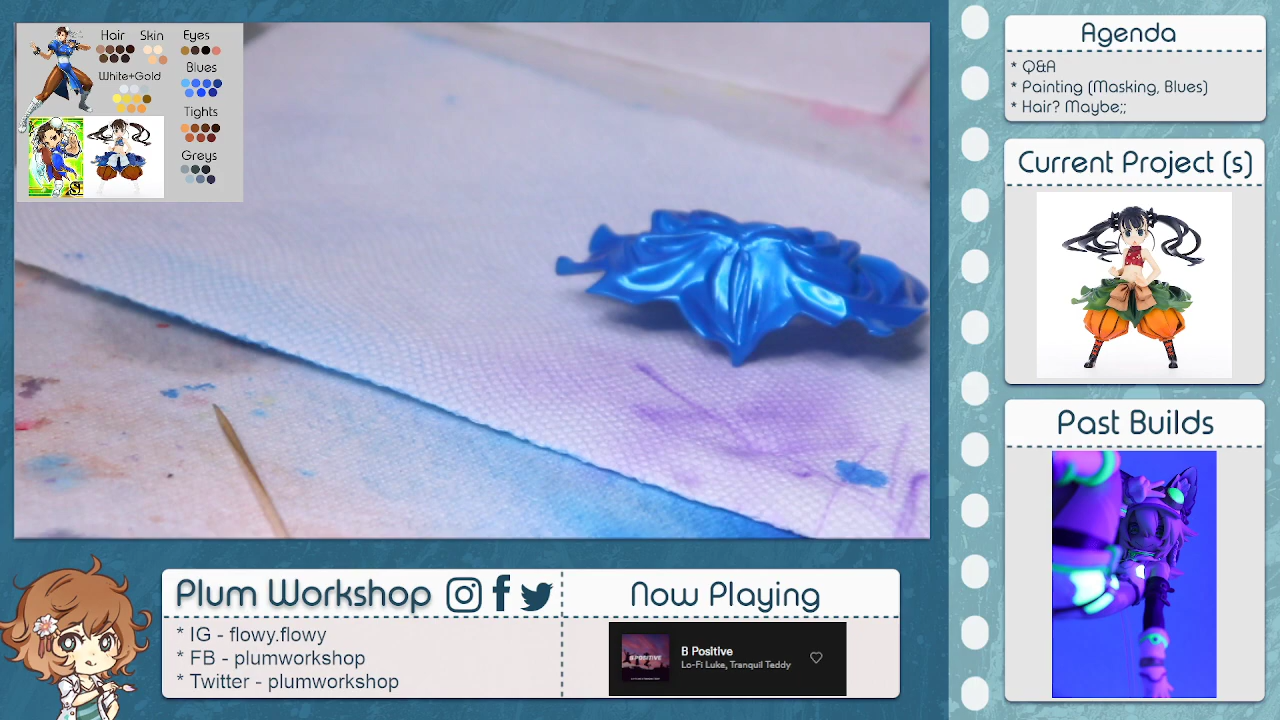 Hair Skin Eyes
White+Gold
Blues
Tights
Greys
Agenda
* Q&A
* Painting (Masking, Blues)
* Hair? Maybe;;
Current Project (s)
Past Builds
Plum Workshop
* IG - flowy.flowy
* FB - plumworkshop
* Twitter - plumworkshop
Now Playing
B POSITIVE
B Positive
Lo-Fi Luke, Tranquil Teddy